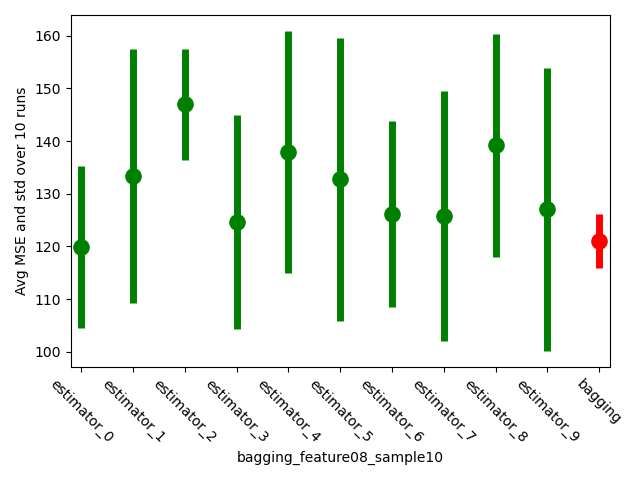 160
150
140
130
120
110
100
Avg MSE and std over 10 runs
estimator_0
estimator_1
estimator_2
estimator_3
estimator_4
estimator_5
estimator_6
estimator_7
estimator_8
estimator_9
bagging
bagging_feature08_sample10